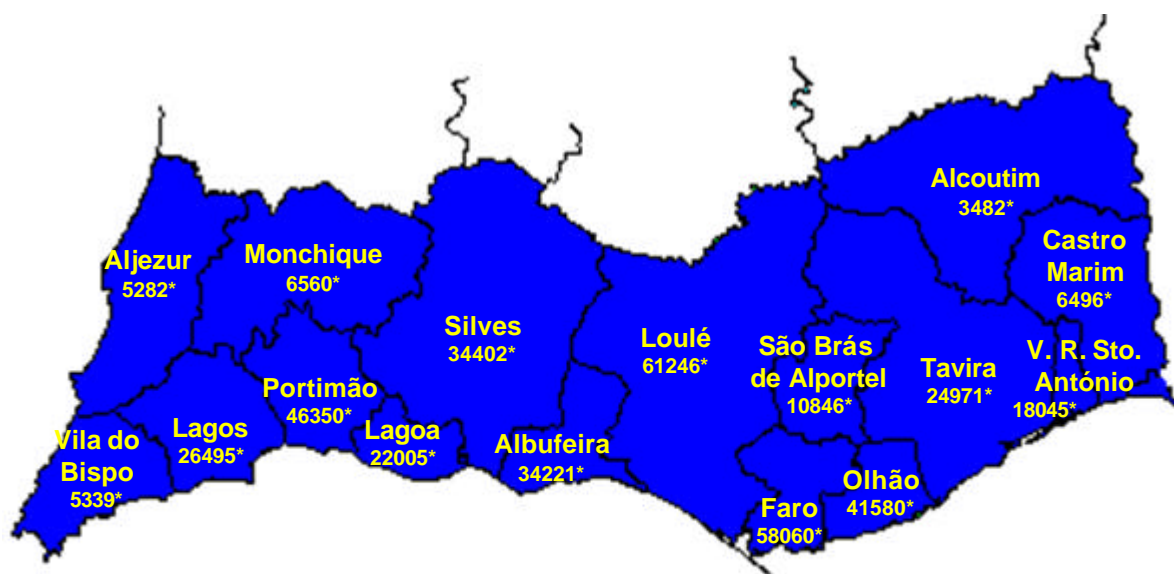 Alcoutim
3482*
Castro
Marim
6496*
Aljezur
5282*
Monchique
6560*
Silves
34402*
Loulé
61246*
São Brás
de Alportel
10846*
Tavira
24971*
V. R. Sto.
António
18045*
Portimão
46350*
Lagos
26495*
Lagoa
22005*
Albufeira
34221*
Vila do
Bispo
5339*
Olhão
41580*
Faro
58060*